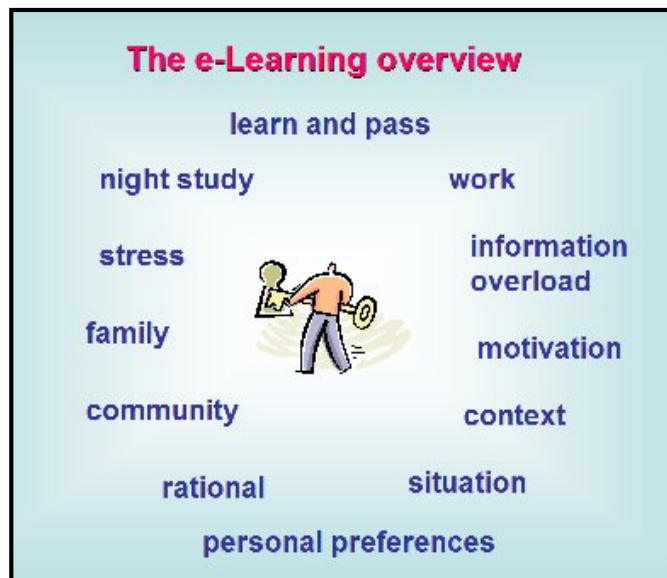 The e-Learning overview
learn and pass
night study
work
stress
information
overload
family
motivation
community
context
rational
situation
personal preferences